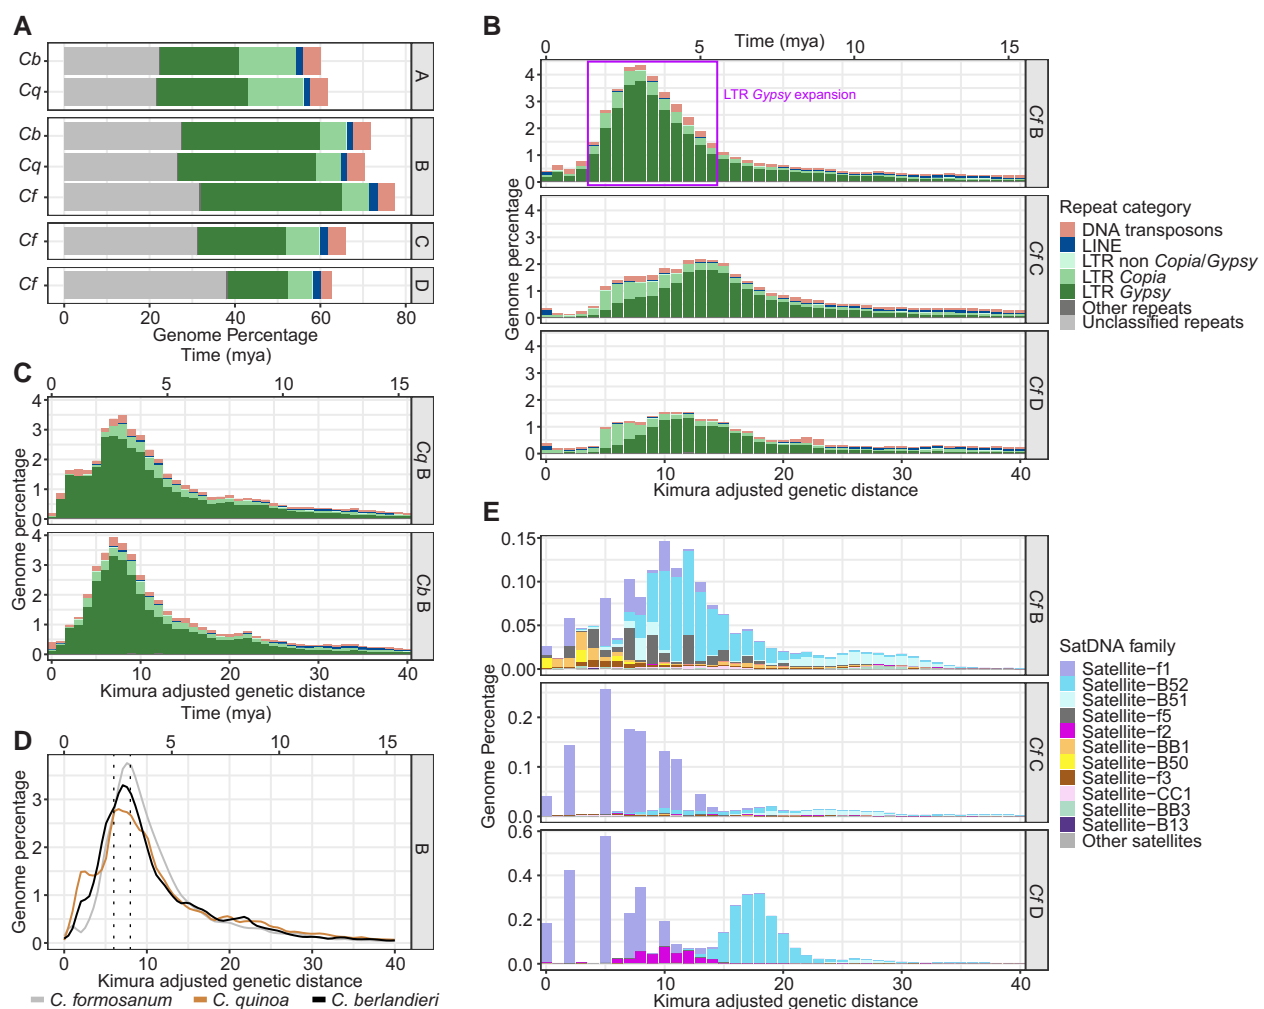 A
Cb
Cq
A
Cb
Cq
Cf
B
Cf
C
Cf
D
0 20 40 60 80
Genome Percentage
B
Time (mya)
0 5 10 15
LTR Gypsy expansion
4
3
2
1
0
Cf B
4
3
2
1
0
Cf C
4
3
2
1
0
Cf D
Genome percentage
0 10 20 30 40
Kimura adjusted genetic distance
Repeat category
DNA transposons
LINE
LTR non Copia/Gypsy
LTR Copia
LTR Gypsy
Other repeats
Unclassified repeats
C
Time (mya)
0 5 10 15
4
3
2
1
0
Cq B
4
3
2
1
0
Cb B
Genome percentage
0 10 20 30 40
Kimura adjusted genetic distance
D
Time (mya)
0 5 10 15
3
2
1
0
B
Genome percentage
0 10 20 30 40
Kimura adjusted genetic distance
C. formosanum C. quinoa C. berlandieri
E
0.15
0.10
0.05
0.00
Cf B
0.2
0.1
0.0
Cf C
0.6
0.4
0.2
0.0
Cf D
Genome Percentage
0 10 20 30 40
Kimura adjusted genetic distance
SatDNA family
Satellite−f1
Satellite−B52
Satellite−B51
Satellite−f5
Satellite−f2
Satellite−BB1
Satellite−B50
Satellite−f3
Satellite−CC1
Satellite−BB3
Satellite−B13
Other satellites